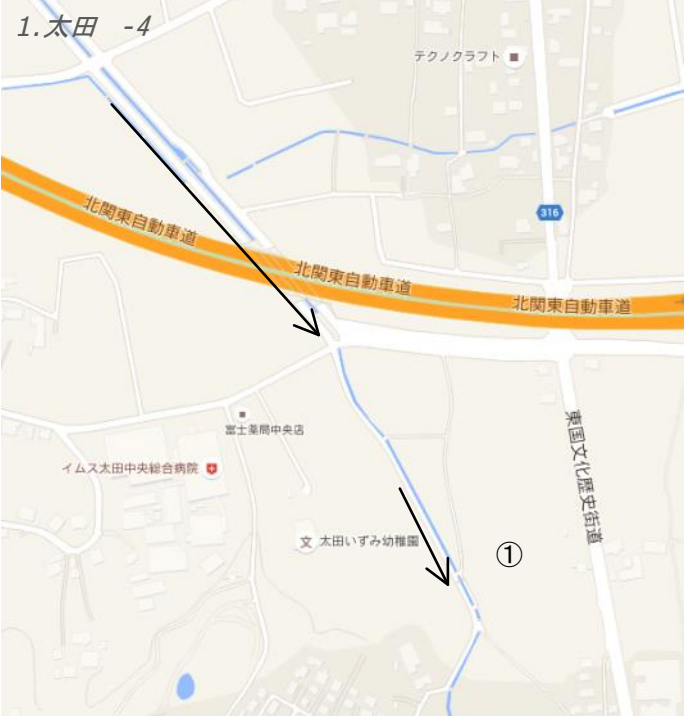 1.太田 -4
テクノクラフト
316
北関東自動車道
北関東自動車道
北関東自動車道
富士薬局中央店
東国文化歴史街道
イムス太田中央総合病院
文 太田いずみ幼稚園
①